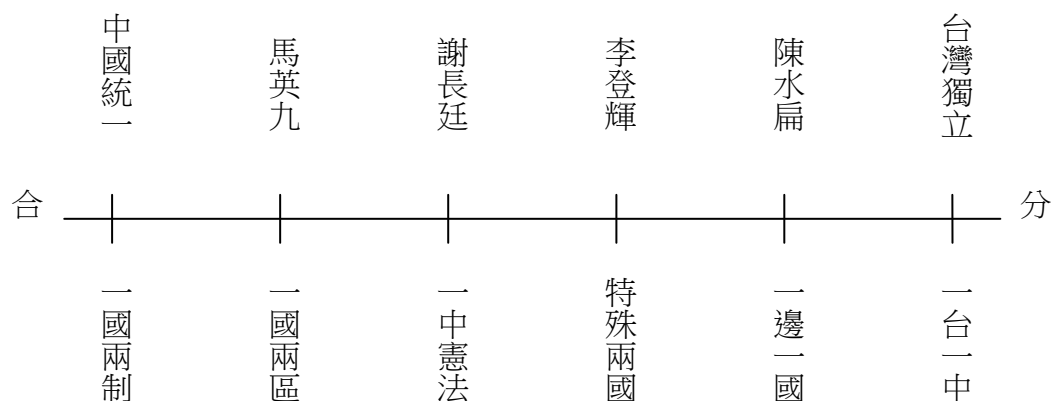 中國統一
馬英九
謝長廷
李登輝
陳水扁
台灣獨立
合
分
一國兩制
一國兩區
一中憲法
特殊兩國
一邊一國
一台一中